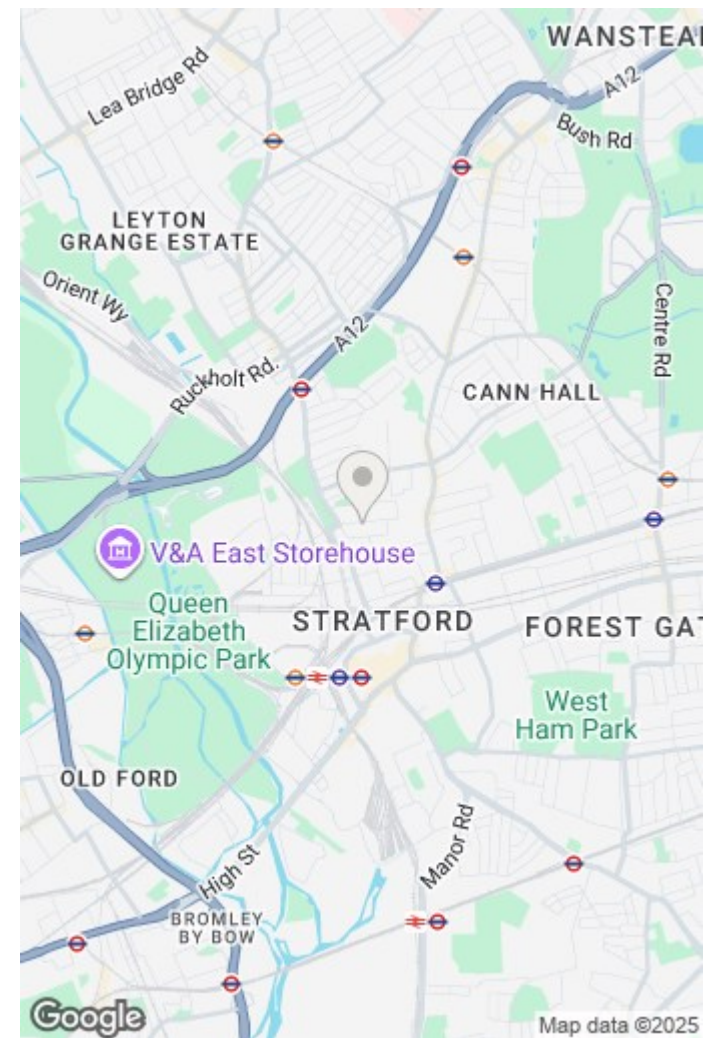 WANSTEA
Lea Bridge Rd
A12
Bush Rd
LEYTON
GRANGE ESTATE
Orient Wy
Centre Rd
A12
Ruckholt Rd.
CANN HALL
V&A East Storehouse
Queen
Elizabeth
Olympic Park
STRATFORD
FOREST GAT
West
Ham Park
OLD FORD
Manor Rd
High St
BROMLEY
BY BOW
Google
Map data ©2025